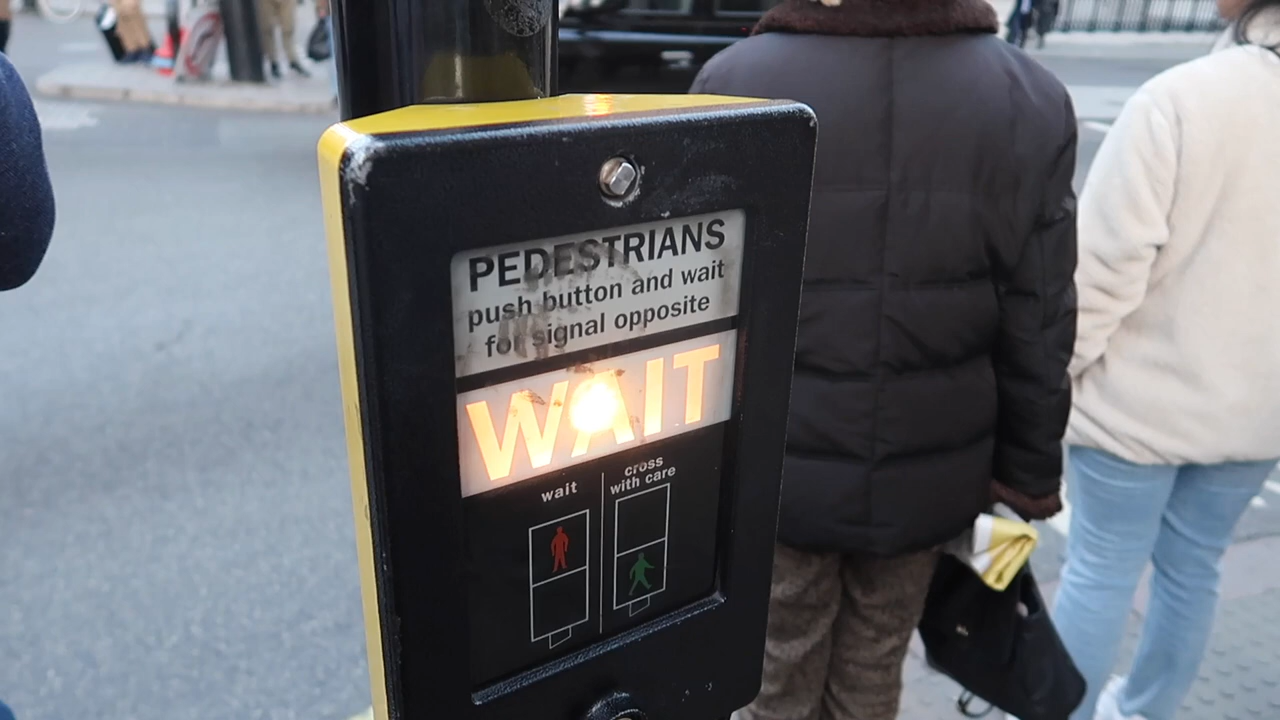 PEDESTRIANS
push button and wait
for signal opposite
WAIT
wait
cross
with care